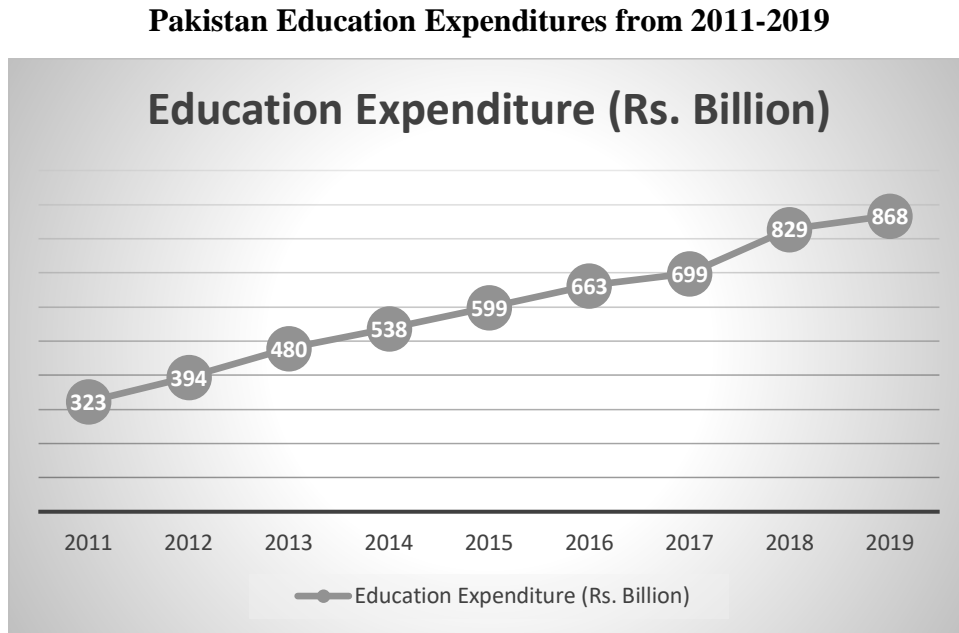 Pakistan Education Expenditures from 2011-2019
Education Expenditure (Rs. Billion)
323
394
480
538
599
663
699
829
868
2011 2012 2013 2014 2015 2016 2017 2018 2019
Education Expenditure (Rs. Billion)